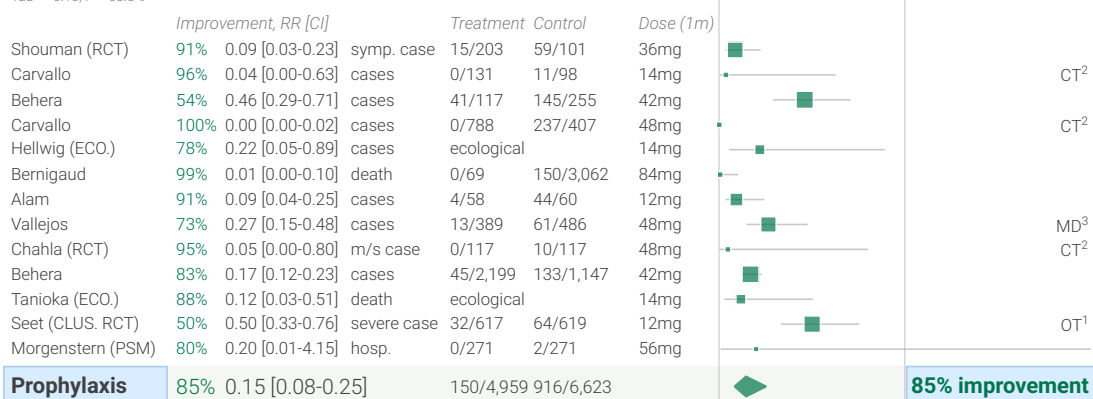 Improvement, RR [CI] Treatment Control Dose (1m)
Shouman (RCT) 91% 0.09 [0.03-0.23] symp. case 15/203 59/101 36mg
Carvallo 96% 0.04 [0.00-0.63] cases 0/131 11/98 14mg CT2
Behera 54% 0.46 [0.29-0.71] cases 41/117 145/255 42mg
Carvallo 100% 0.00 [0.00-0.02] cases 0/788 237/407 48mg CT2
Hellwig (ECO.) 78% 0.22 [0.05-0.89] cases ecological 14mg
Bernigaud 99% 0.01 [0.00-0.10] death 0/69 150/3,062 84mg
Alam 91% 0.09 [0.04-0.25] cases 4/58 44/60 12mg
Vallejos 73% 0.27 [0.15-0.48] cases 13/389 61/486 48mg MD3
Chahla (RCT) 95% 0.05 [0.00-0.80] m/s case 0/117 10/117 48mg CT2
Behera 83% 0.17 [0.12-0.23] cases 45/2,199 133/1,147 42mg
Tanioka (ECO.) 88% 0.12 [0.03-0.51] death ecological 14mg
Seet (CLUS. RCT) 50% 0.50 [0.33-0.76] severe case 32/617 64/619 12mg OT1
Morgenstern (PSM) 80% 0.20 [0.01-4.15] hosp. 0/271 2/271 56mg
Prophylaxis 85% 0.15 [0.08-0.25] 150/4,959 916/6,623 85% improvement